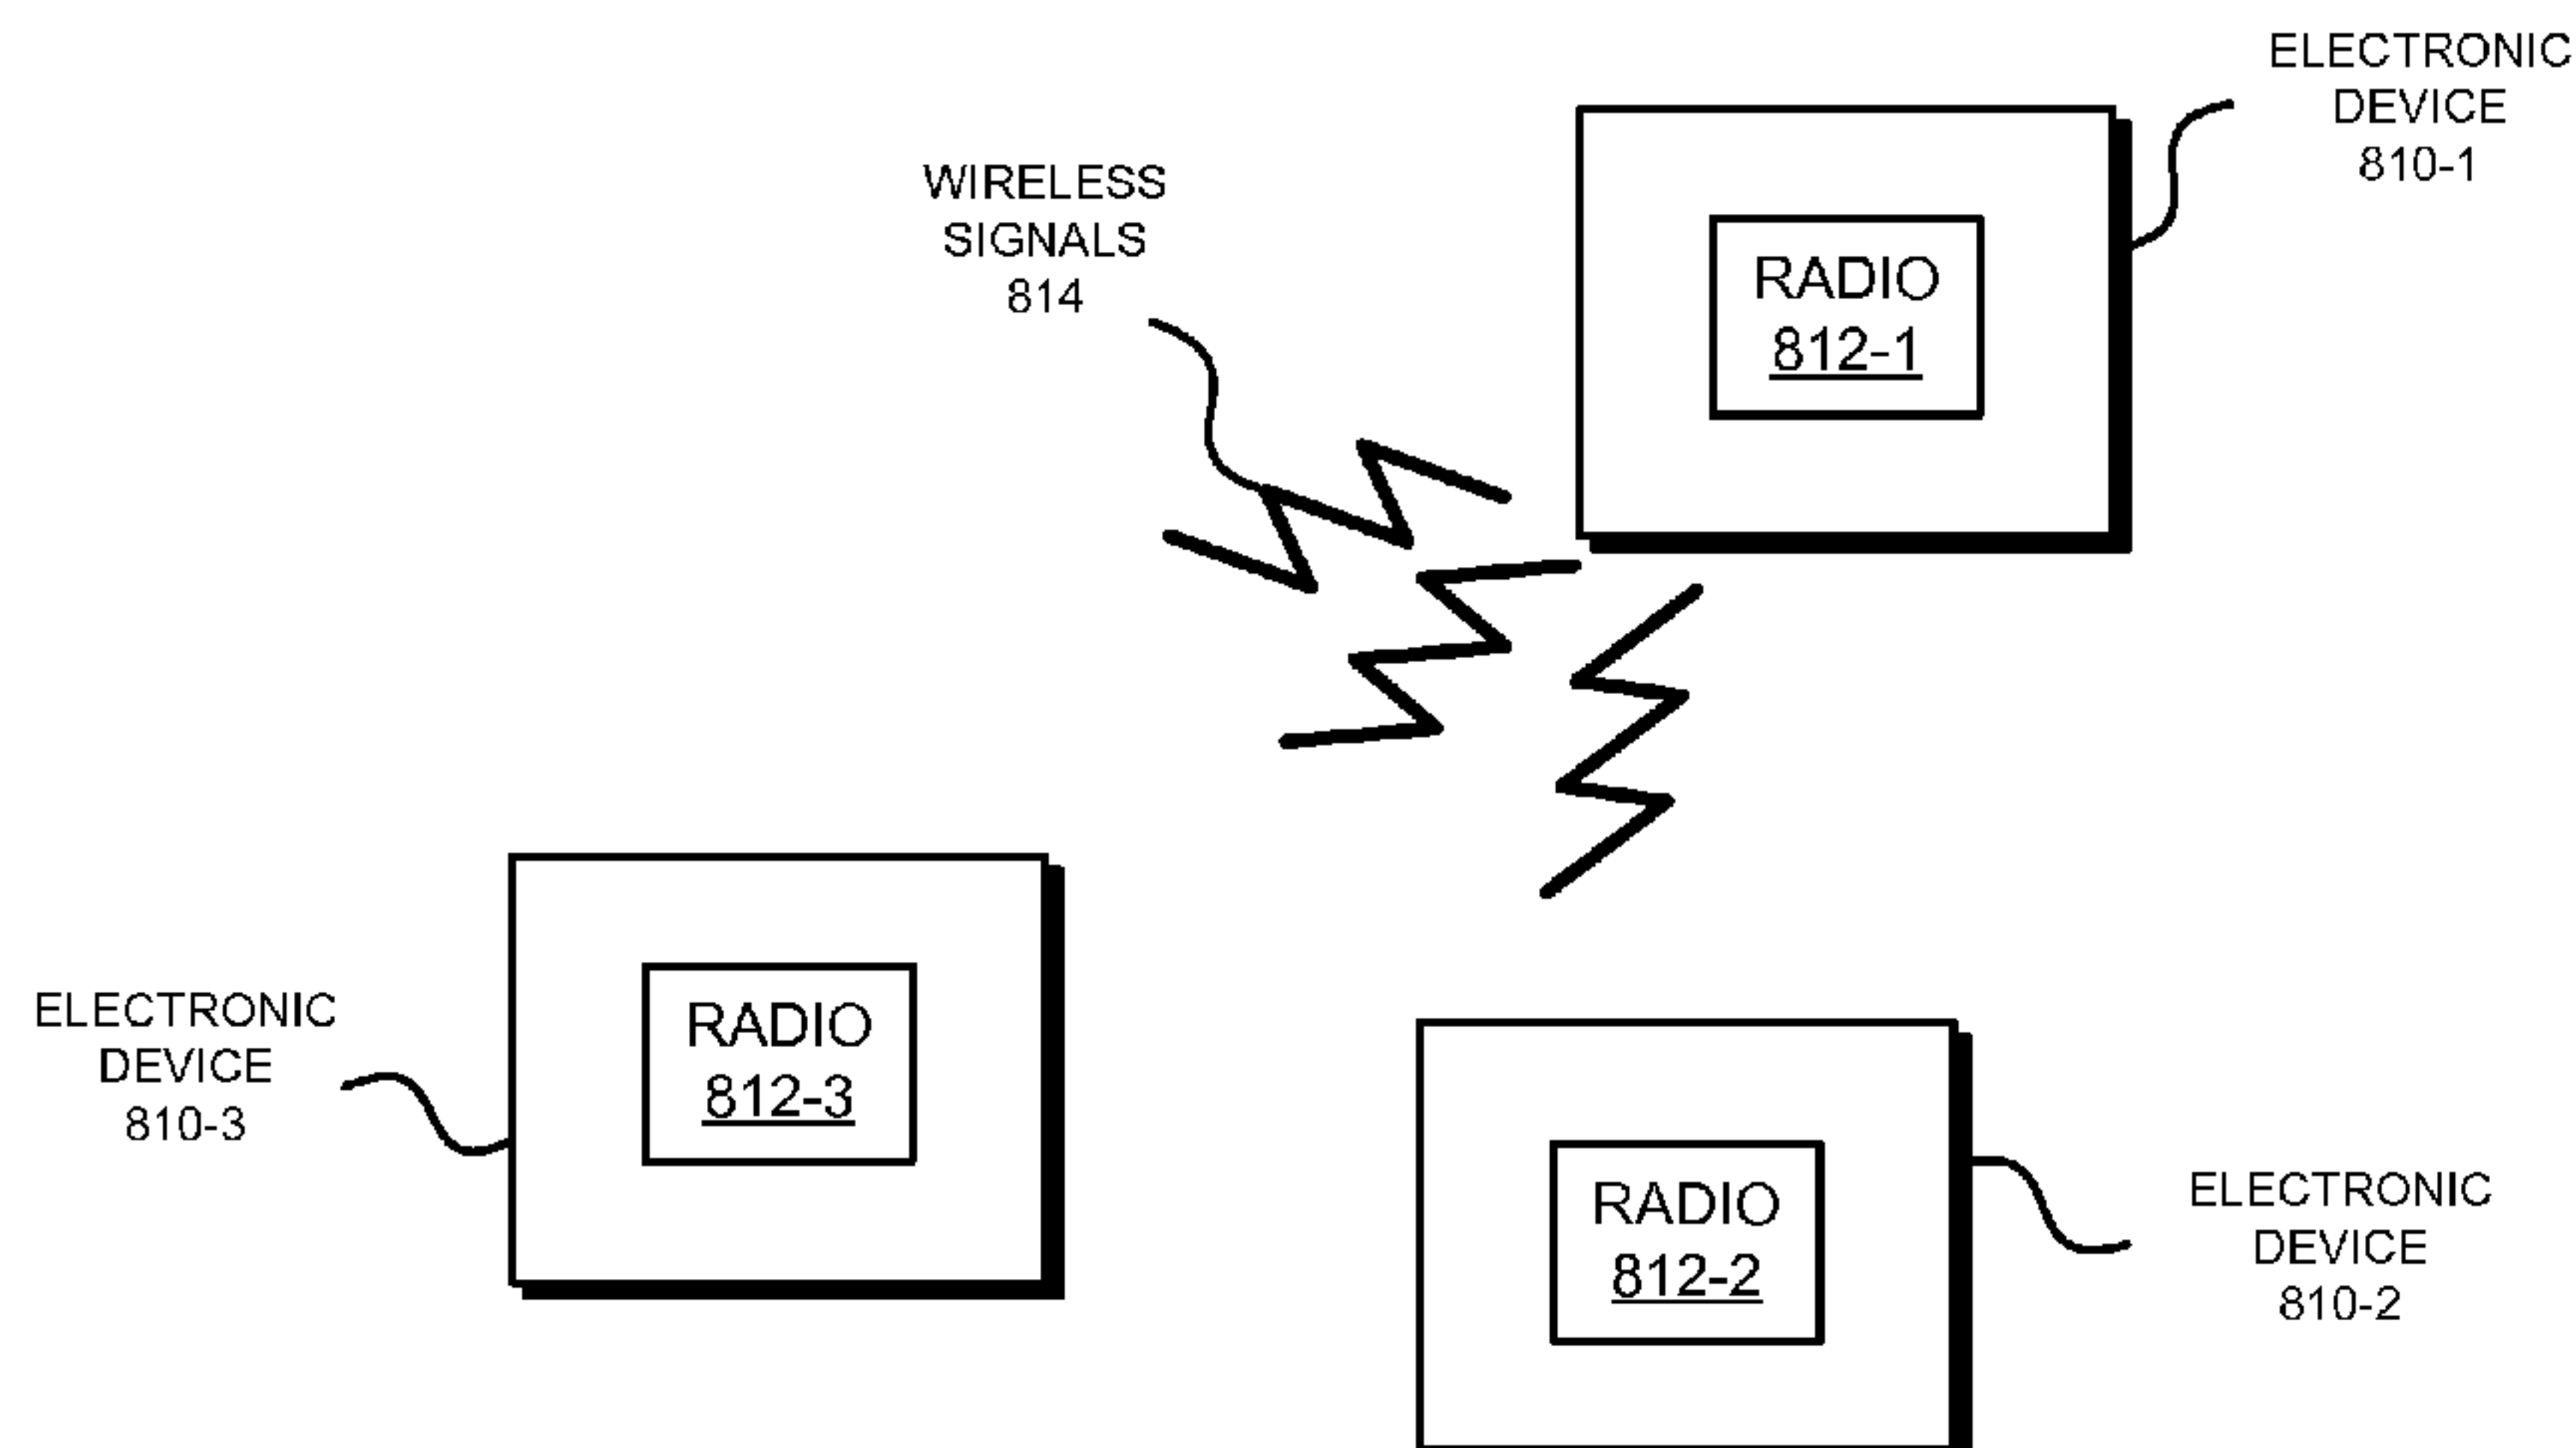 ELECTRONIC
DEVICE
810-1
WIRELESS
SIGNALS
814
RADIO
812-1
ELECTRONIC
DEVICE
810-3
RADIO
812-3
RADIO
812-2
ELECTRONIC
DEVICE
810-2